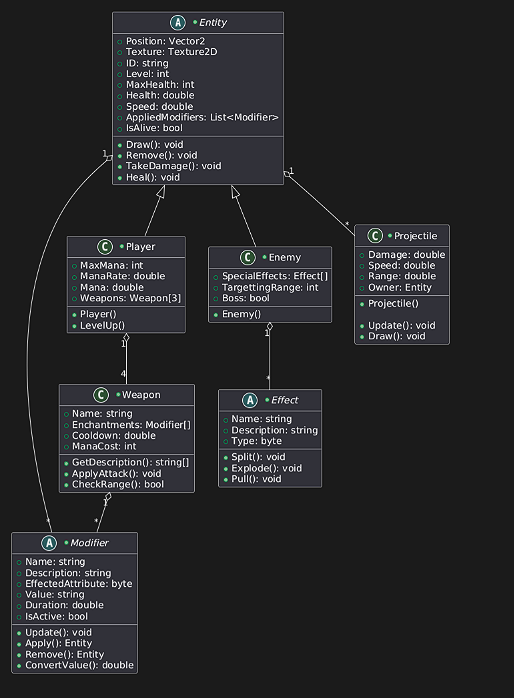 A Entity
Position: Vector2
Texture: Texture2D
ID: string
Level: int
MaxHealth: int
Health: double
Speed: double
AppliedModifiers: List<Modifier>
IsAlive: bool
Draw(): void
Remove(): void
TakeDamage(): void
Heal(): void
1
1
C Player
MaxMana: int
ManaRate: double
Mana: double
Weapons: Weapon[3]
Player()
LevelUp()
1
4
C Enemy
SpecialEffects: Effect[]
TargettingRange: int
Boss: bool
Enemy()
1
*
*
C Projectile
Damage: double
Speed: double
Range: double
Owner: Entity
Projectile()
Update(): void
Draw(): void
C Weapon
Name: string
Enchantments: Modifier[]
Cooldown: double
ManaCost: int
GetDescription(): string[]
ApplyAttack(): void
CheckRange(): bool
1
A Effect
Name: string
Description: string
Type: byte
Split(): void
Explode(): void
Pull(): void
*
*
A Modifier
Name: string
Description: string
EffectedAttribute: byte
Value: string
Duration: double
IsActive: bool
Update(): void
Apply(): Entity
Remove(): Entity
ConvertValue(): double